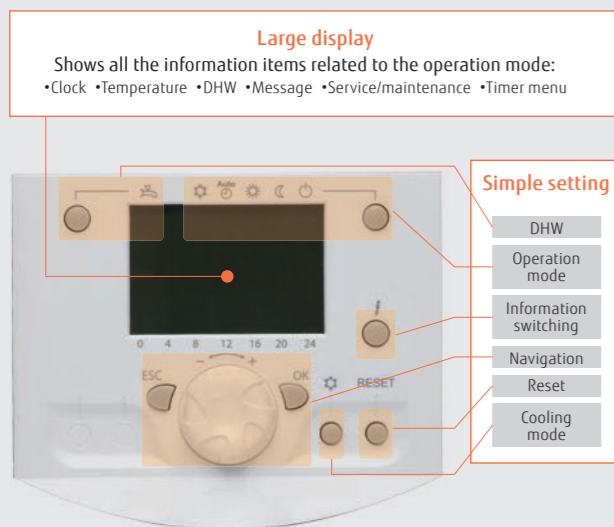 Large display
Shows all the information items related to the operation mode:
•Clock •Temperature •DHW •Message •Service/maintenance •Timer menu
Simple setting
DHW
Operation
mode
Information
switching
Navigation
Reset
Cooling
mode
Auto
0 4 8 12 16 20 24
− +
ESC
OK
RESET